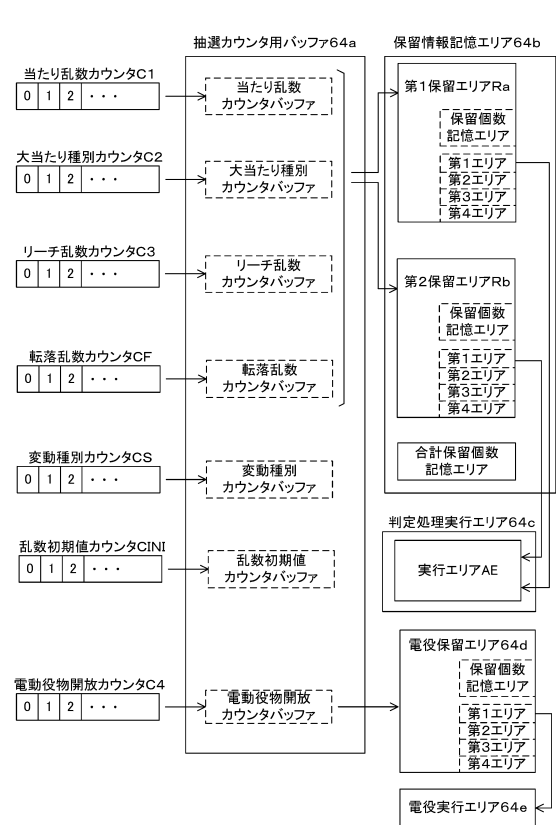 抽選カウンタ用バッファ64a
保留情報記憶エリア64b
当たり乱数カウンタC1
0 1 2 ・・・
当たり乱数
カウンタバッファ
大当たり種別カウンタC2
0 1 2 ・・・
大当たり種別
カウンタバッファ
リーチ乱数カウンタC3
0 1 2 ・・・
リーチ乱数
カウンタバッファ
転落乱数カウンタCF
0 1 2 ・・・
転落乱数
カウンタバッファ
変動種別カウンタCS
0 1 2 ・・・
変動種別
カウンタバッファ
乱数初期値カウンタCINI
0 1 2 ・・・
乱数初期値
カウンタバッファ
電動役物開放カウンタC4
0 1 2 ・・・
電動役物開放
カウンタバッファ
第1保留エリアRa
保留個数
記憶エリア
第1エリア
第2エリア
第3エリア
第4エリア
第2保留エリアRb
保留個数
記憶エリア
第1エリア
第2エリア
第3エリア
第4エリア
合計保留個数
記憶エリア
判定処理実行エリア64c
実行エリアAE
電役保留エリア64d
保留個数
記憶エリア
第1エリア
第2エリア
第3エリア
第4エリア
電役実行エリア64e